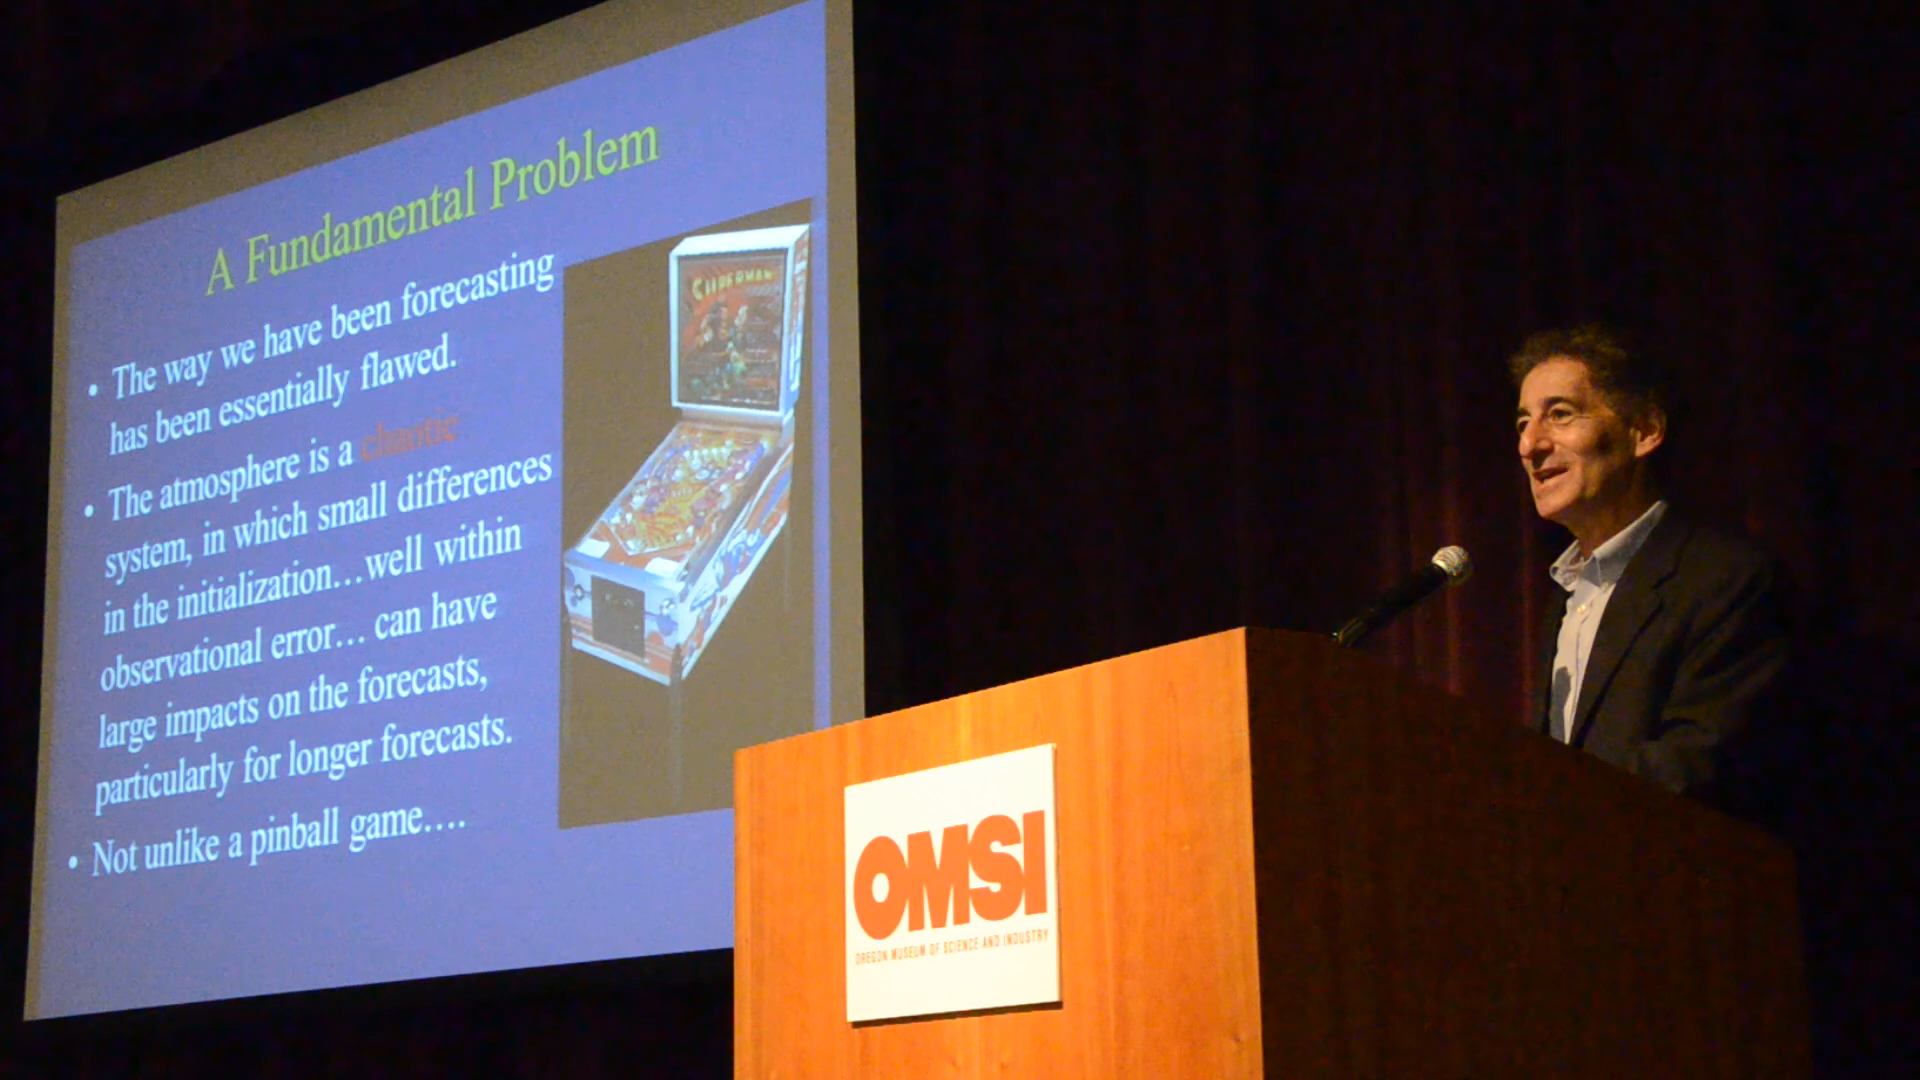 A Fundamental Problem
• The way we have been forecasting
has been essentially flawed.
• The atmosphere is a chaotic
system, in which small differences
in the initialization…well within
observational error… can have
large impacts on the forecasts,
particularly for longer forecasts.
• Not unlike a pinball game….
OMSI
OREGON MUSEUM OF SCIENCE AND INDUSTRY